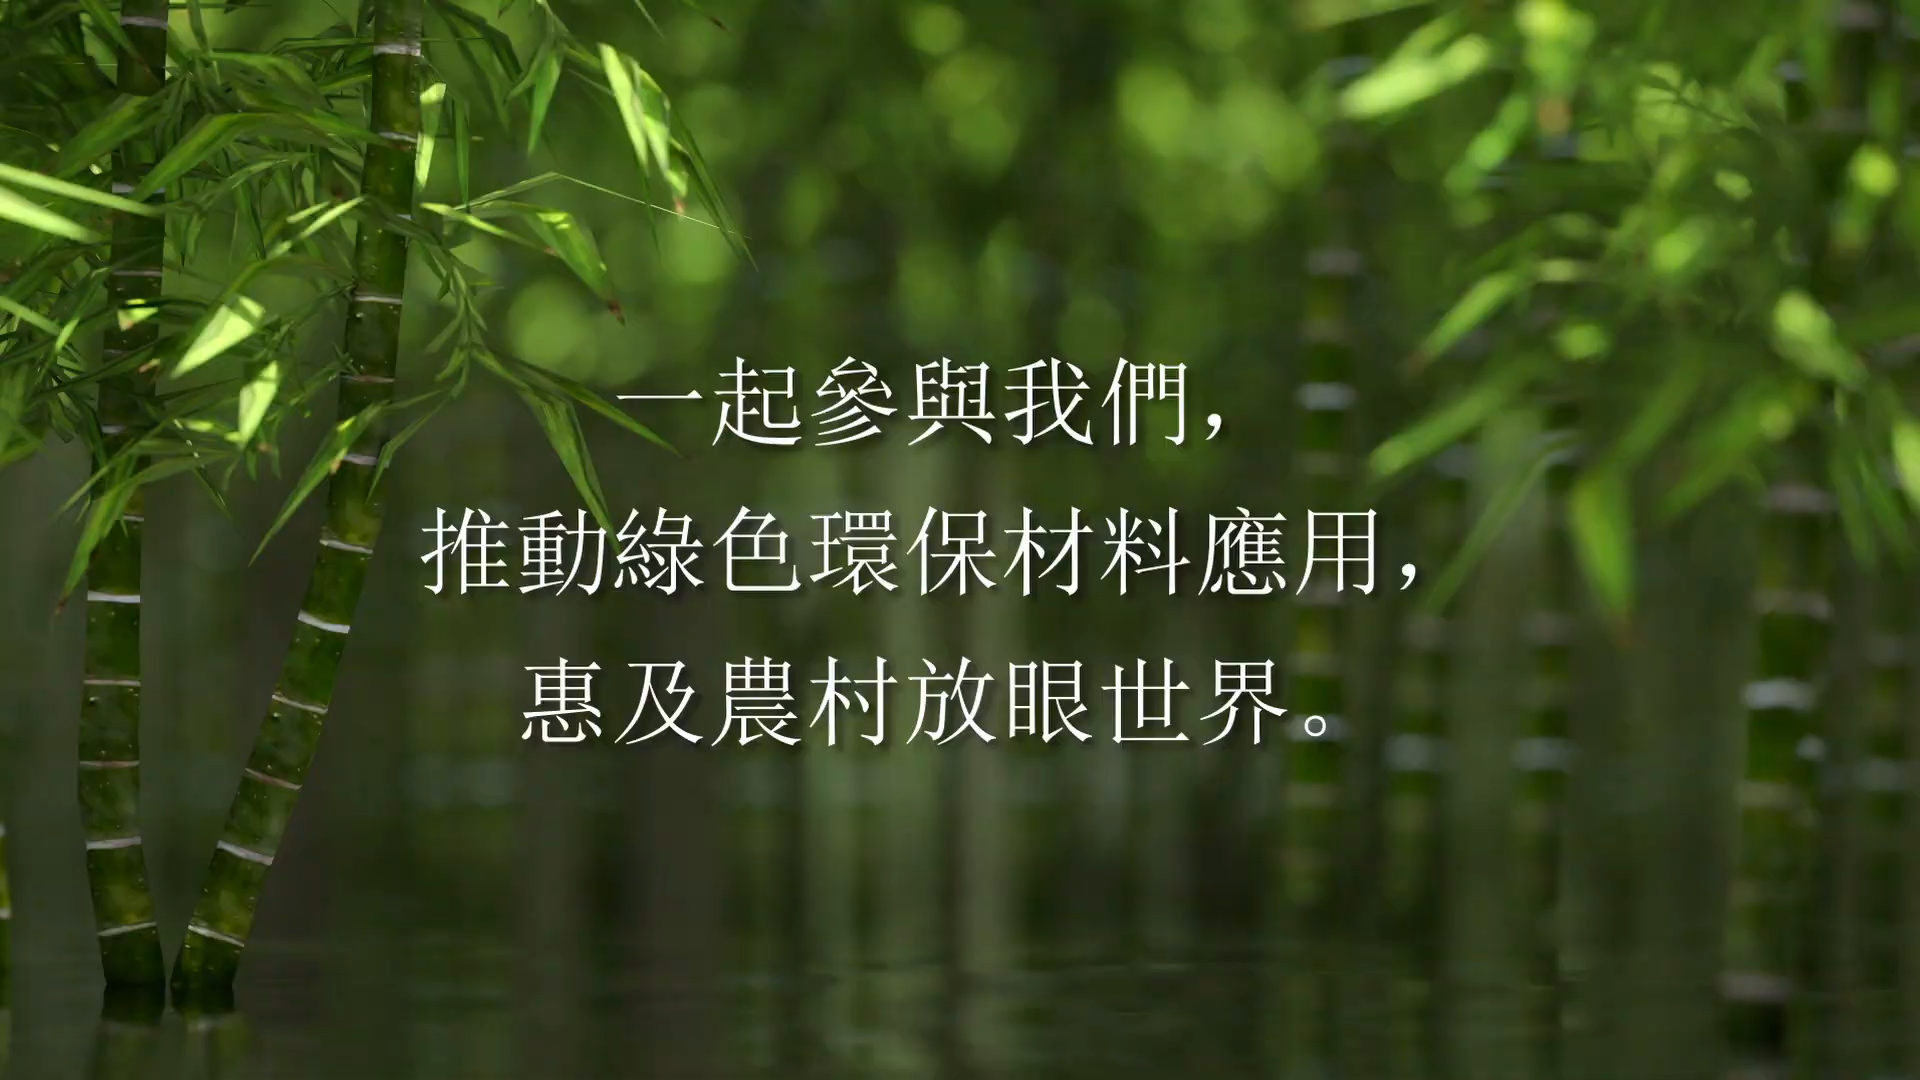 一起參與我們，
推動綠色環保材料應用，
惠及農村放眼世界。